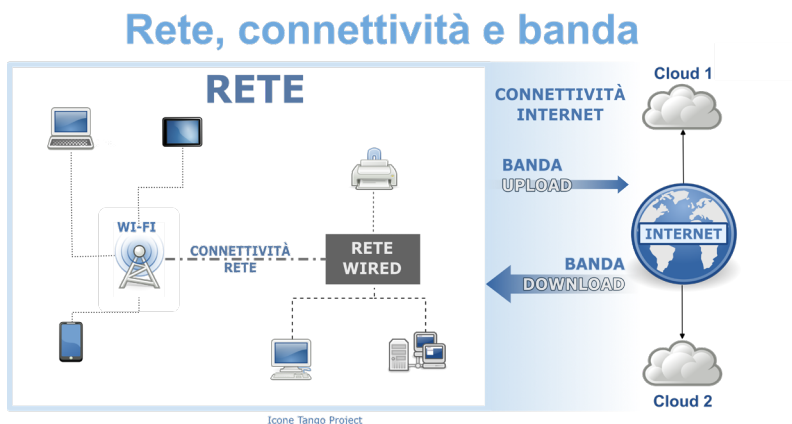 Rete, connettività e banda
RETE
Cloud 1
CONNETTIVITÀ
INTERNET
BANDA
UPLOAD
WI-FI
CONNETTIVITÀ
RETE
RETE
WIRED
INTERNET
BANDA
DOWNLOAD
Cloud 2
Icone Tango Project